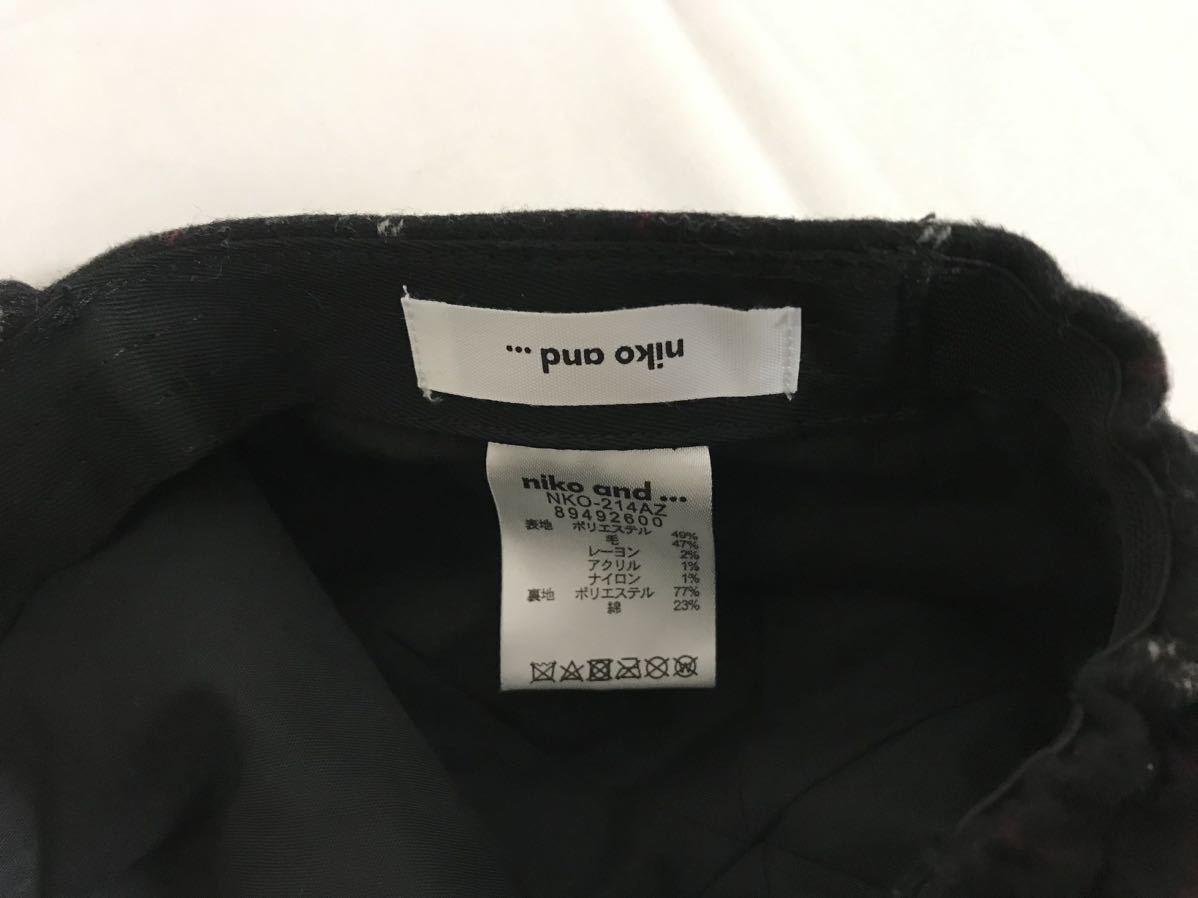 niko and ...
niko and ...
NKO-214AZ
89492600
表地 ポリエステル 49%
毛 47%
レーヨン 2%
アクリル 1%
ナイロン 1%
裏地 ポリエステル 77%
綿 23%